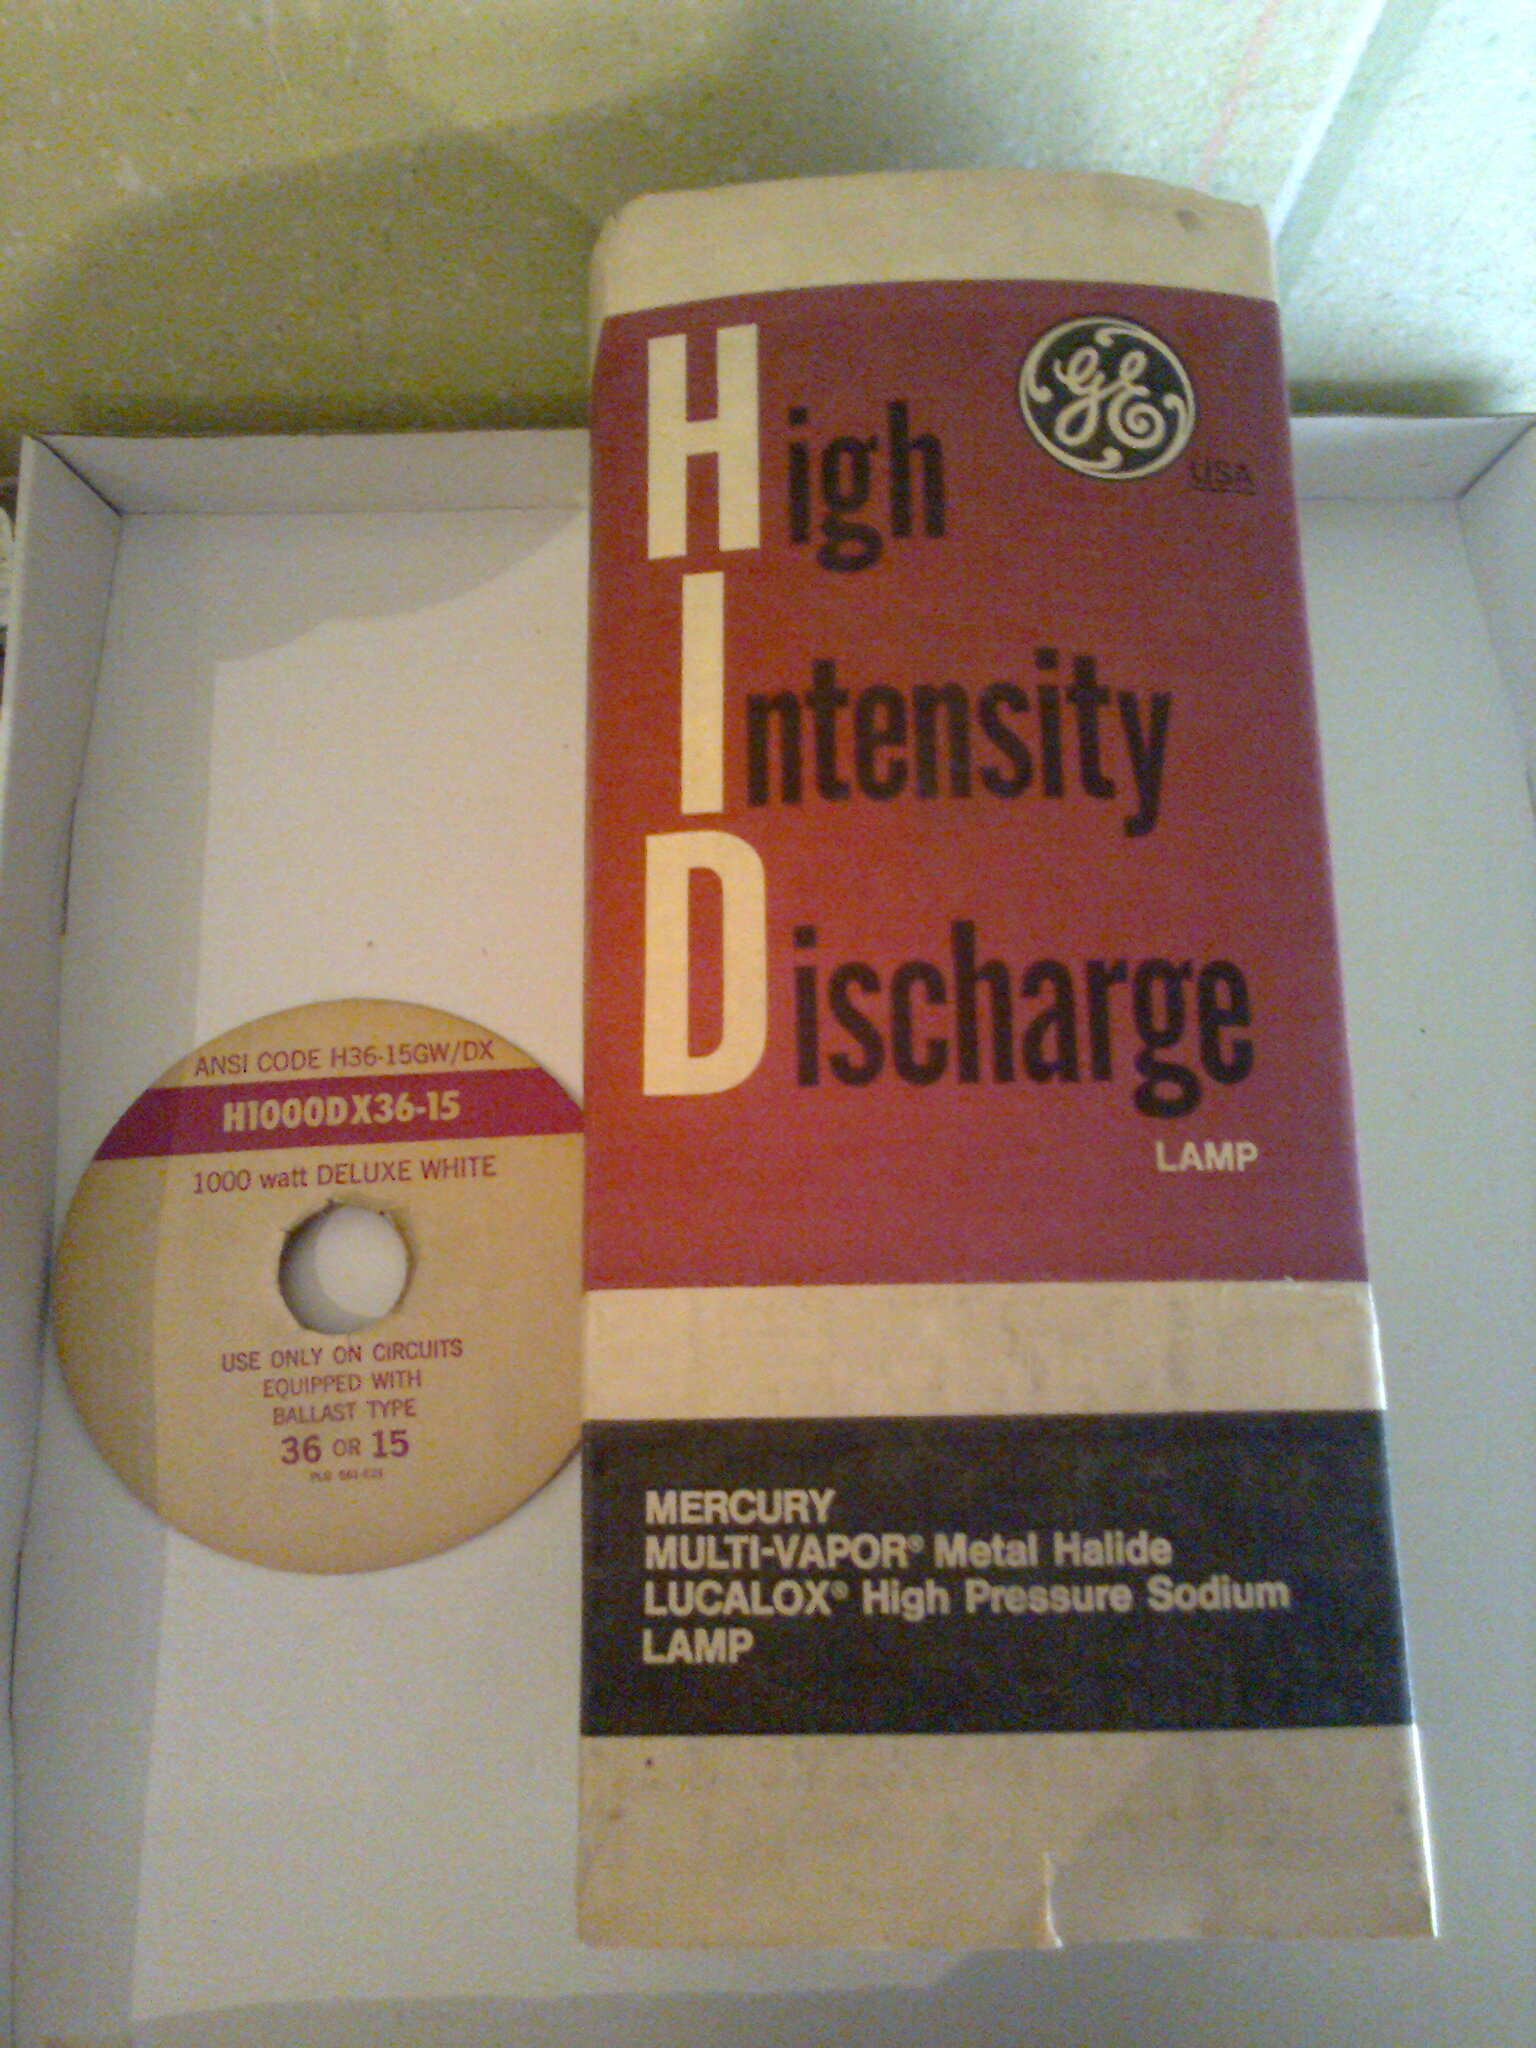 High
GE
USA
Intensity
Discharge
LAMP
MERCURY
MULTI-VAPOR® Metal Halide
LUCALOX® High Pressure Sodium
LAMP
ANSI CODE H36-15GW/DX
H1000DX36-15
1000 watt DELUXE WHITE
USE ONLY ON CIRCUITS
EQUIPPED WITH
BALLAST TYPE
36 OR 15